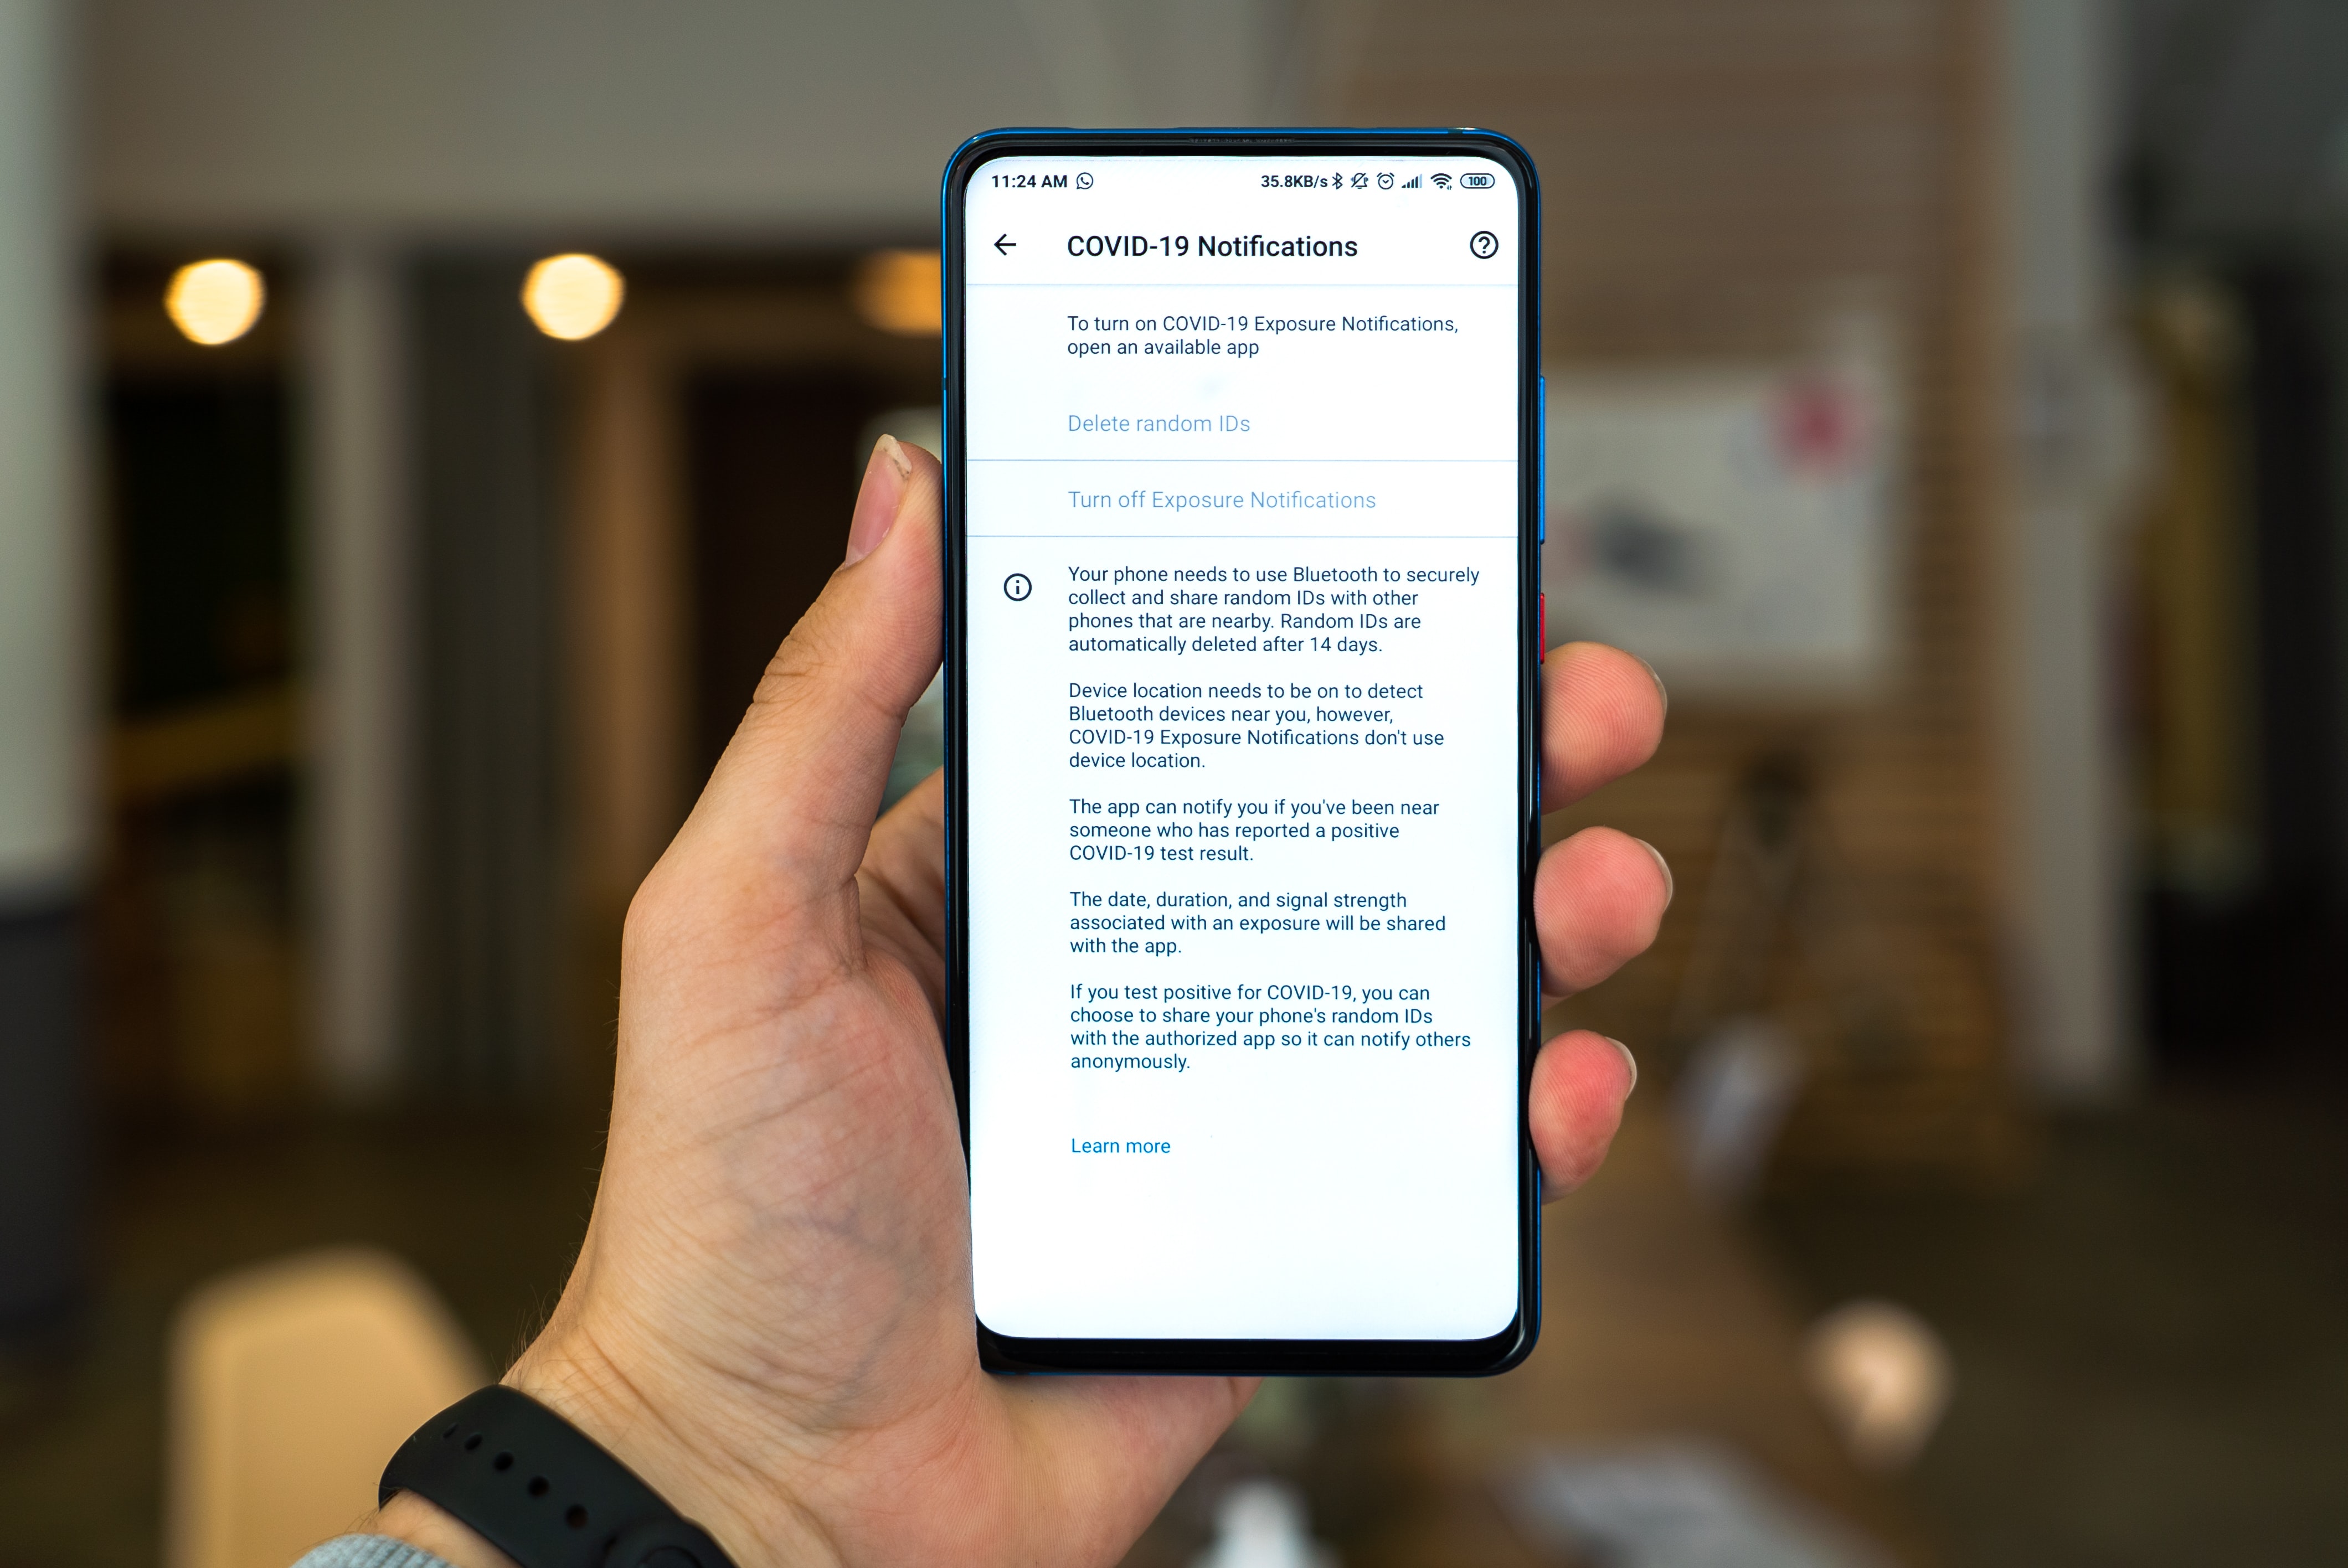 11:24 AM 35.8KB/s 100
COVID-19 Notifications
To turn on COVID-19 Exposure Notifications,
open an available app
Delete random IDs
Turn off Exposure Notifications
Your phone needs to use Bluetooth to securely
collect and share random IDs with other
phones that are nearby. Random IDs are
automatically deleted after 14 days.
Device location needs to be on to detect
Bluetooth devices near you, however,
COVID-19 Exposure Notifications don't use
device location.
The app can notify you if you've been near
someone who has reported a positive
COVID-19 test result.
The date, duration, and signal strength
associated with an exposure will be shared
with the app.
If you test positive for COVID-19, you can
choose to share your phone's random IDs
with the authorized app so it can notify others
anonymously.
Learn more